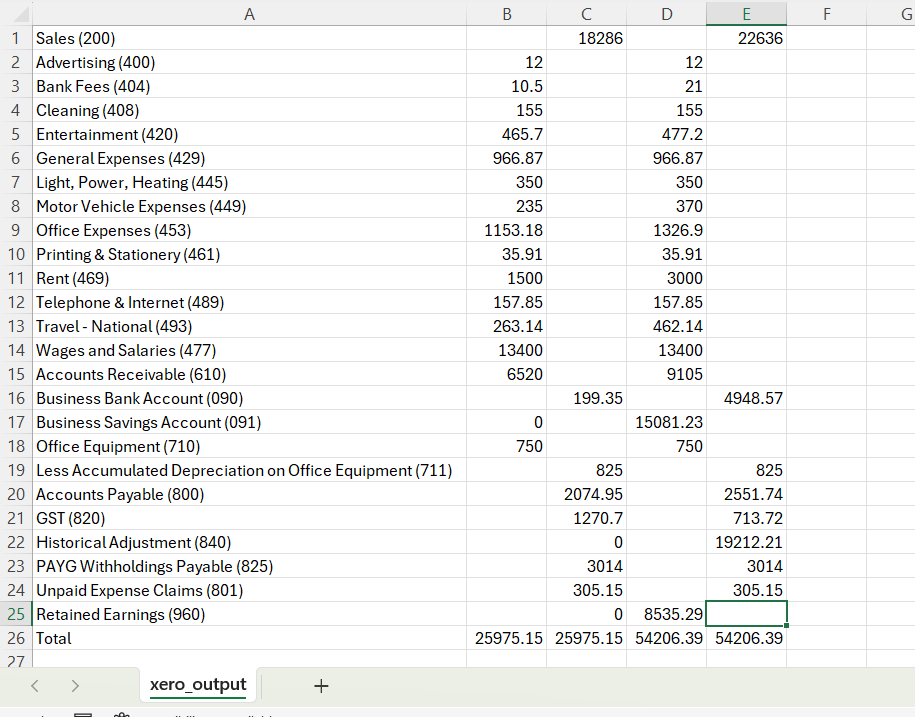 A B C D E F G
1 Sales (200) 18286 22636
2 Advertising (400) 12 12
3 Bank Fees (404) 10.5 21
4 Cleaning (408) 155 155
5 Entertainment (420) 465.7 477.2
6 General Expenses (429) 966.87 966.87
7 Light, Power, Heating (445) 350 350
8 Motor Vehicle Expenses (449) 235 370
9 Office Expenses (453) 1153.18 1326.9
10 Printing & Stationery (461) 35.91 35.91
11 Rent (469) 1500 3000
12 Telephone & Internet (489) 157.85 157.85
13 Travel - National (493) 263.14 462.14
14 Wages and Salaries (477) 13400 13400
15 Accounts Receivable (610) 6520 9105
16 Business Bank Account (090) 199.35 4948.57
17 Business Savings Account (091) 0 15081.23
18 Office Equipment (710) 750 750
19 Less Accumulated Depreciation on Office Equipment (711) 825 825
20 Accounts Payable (800) 2074.95 2551.74
21 GST (820) 1270.7 713.72
22 Historical Adjustment (840) 0 19212.21
23 PAYG Withholdings Payable (825) 3014 3014
24 Unpaid Expense Claims (801) 305.15 305.15
25 Retained Earnings (960) 0 8535.29
26 Total 25975.15 25975.15 54206.39 54206.39
27
xero_output